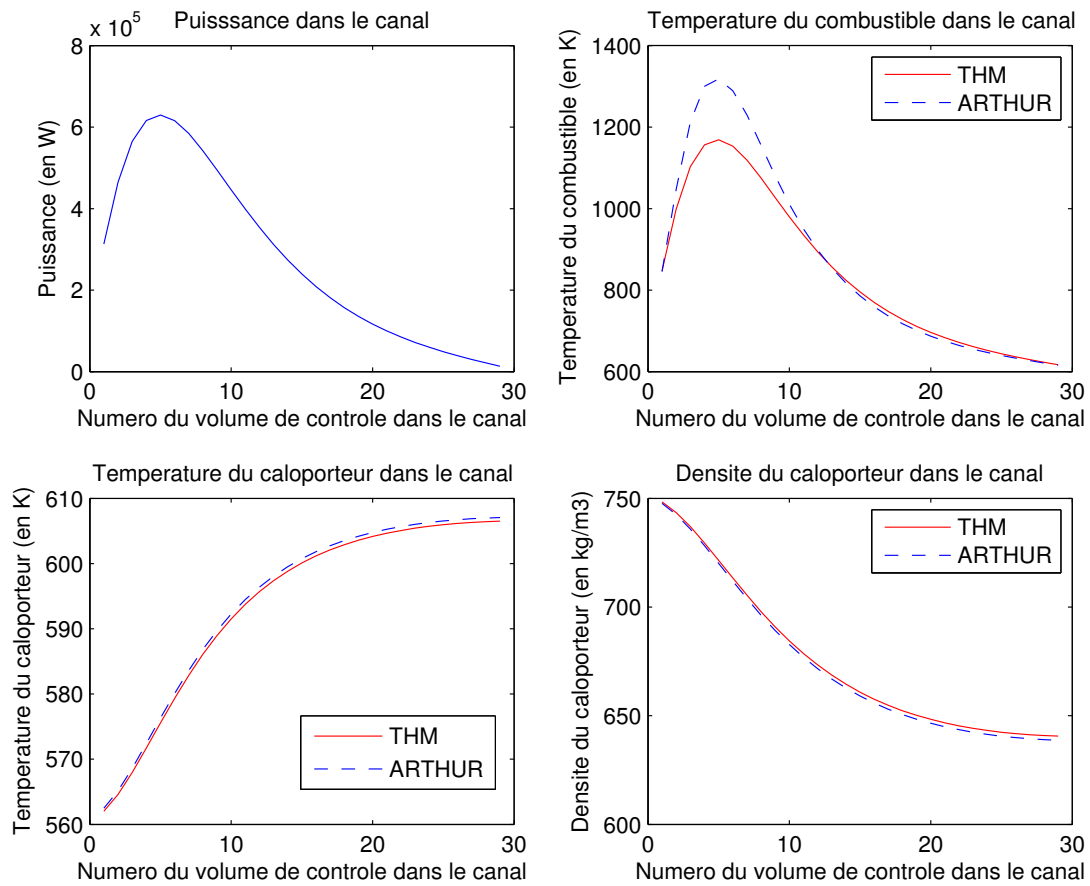 Puisssance dans le canal
x 10^5
8
6
4
2
0
0 10 20 30
Puissance (en W)
Numero du volume de controle dans le canal
Temperature du combustible dans le canal
1400
1200
1000
800
600
0 10 20 30
Temperature du combustible (en K)
THM
ARTHUR
Numero du volume de controle dans le canal
Temperature du caloporteur dans le canal
610
600
590
580
570
560
0 10 20 30
Temperature du caloporteur (en K)
THM
ARTHUR
Numero du volume de controle dans le canal
Densite du caloporteur dans le canal
750
700
650
600
0 10 20 30
Densite du caloporteur (en kg/m3)
THM
ARTHUR
Numero du volume de controle dans le canal